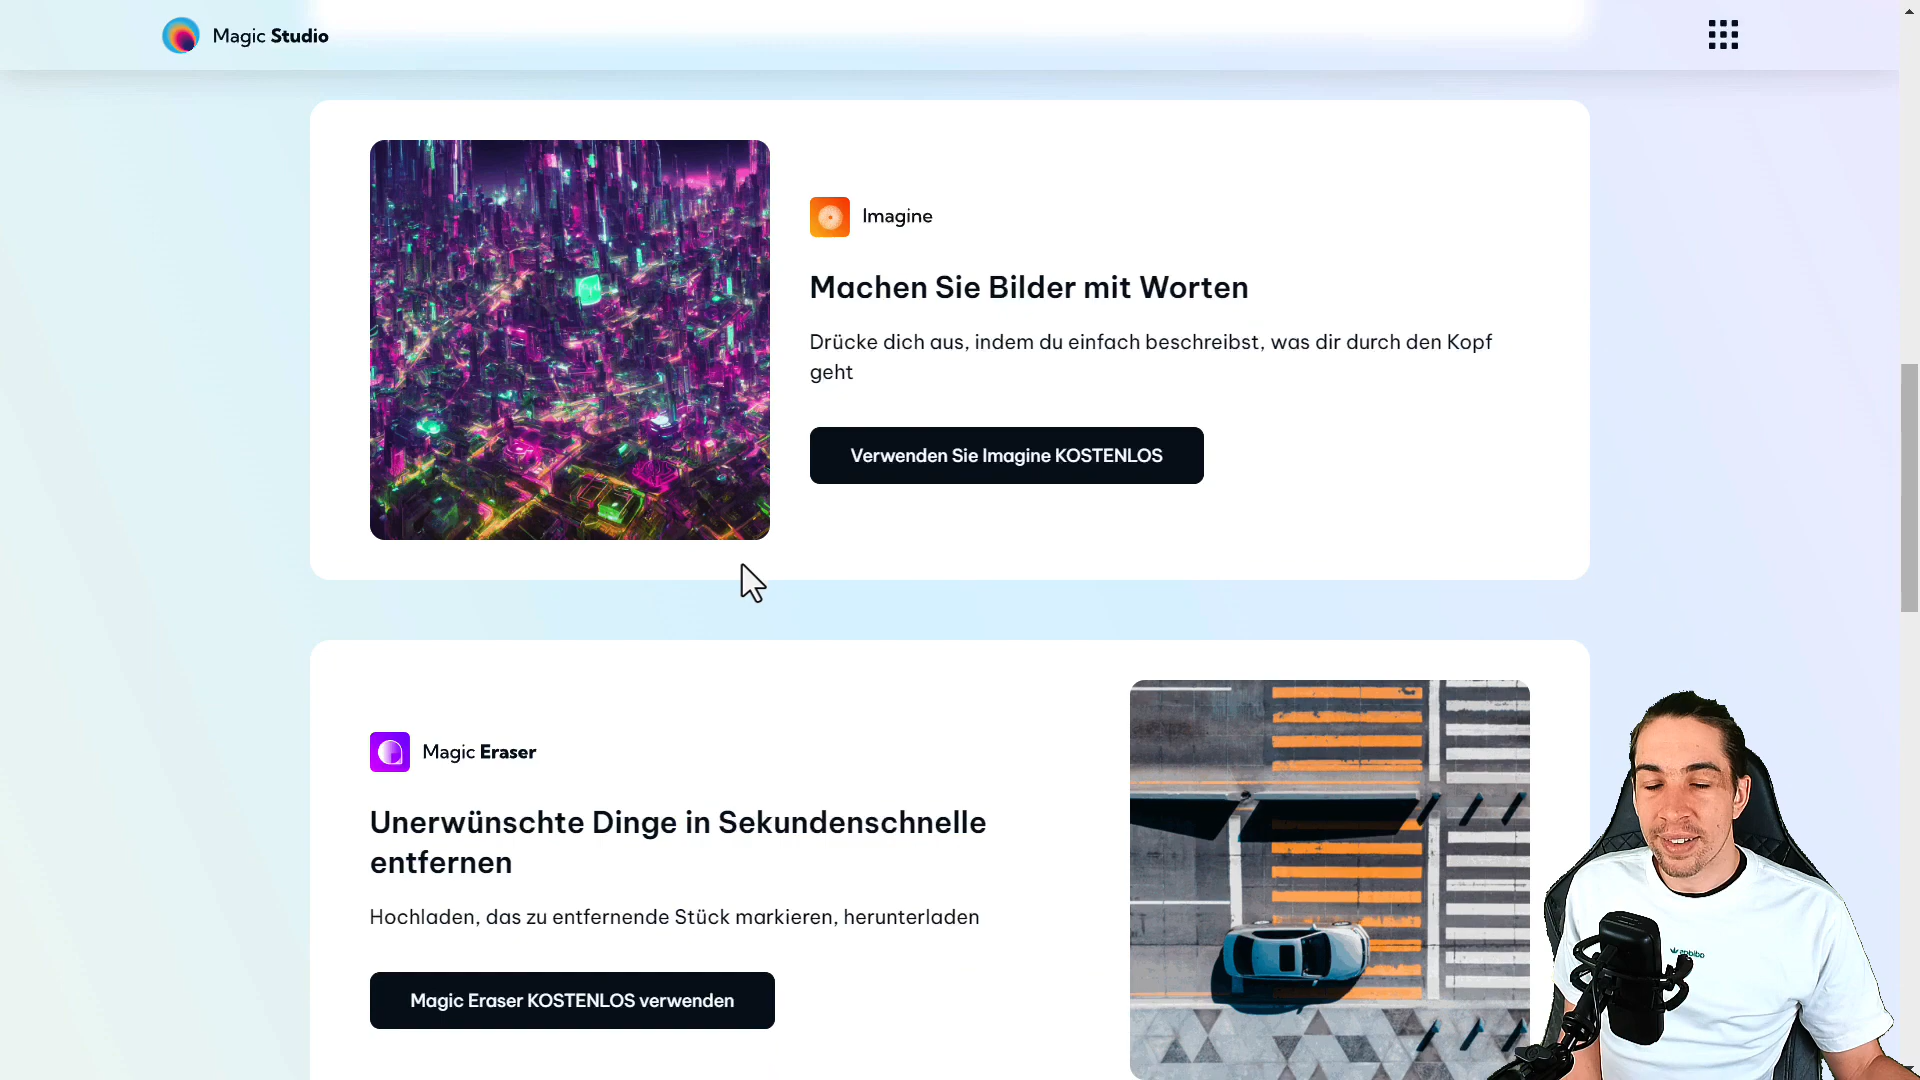 Magic Studio
Imagine
Machen Sie Bilder mit Worten
Drücke dich aus, indem du einfach beschreibst, was dir durch den Kopf
geht
Verwenden Sie Imagine KOSTENLOS
Magic Eraser
Unerwünschte Dinge in Sekundenschnelle
entfernen
Hochladen, das zu entfernende Stück markieren, herunterladen
Magic Eraser KOSTENLOS verwenden